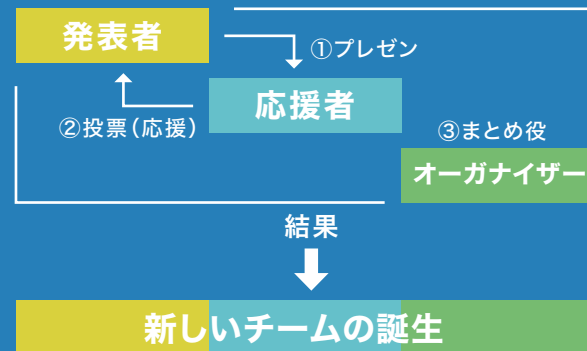 発表者
①プレゼン
応援者
②投票(応援)
③まとめ役
オーガナイザー
結果
新しいチームの誕生